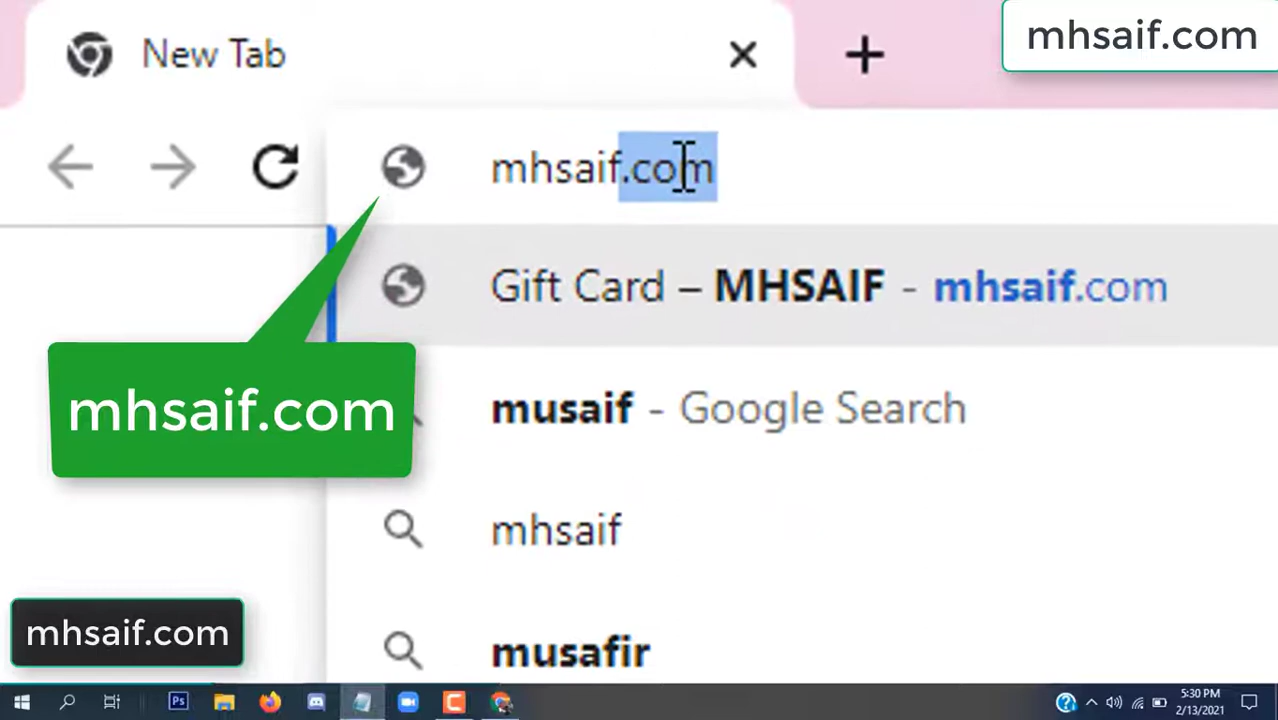 New Tab
mhsaif.com
mhsaif.com
Gift Card – MHSAIF - mhsaif.com
mhsaif.com
musaif - Google Search
mhsaif
mhsaif.com
musafir
Ps
5:30 PM
2/13/2021